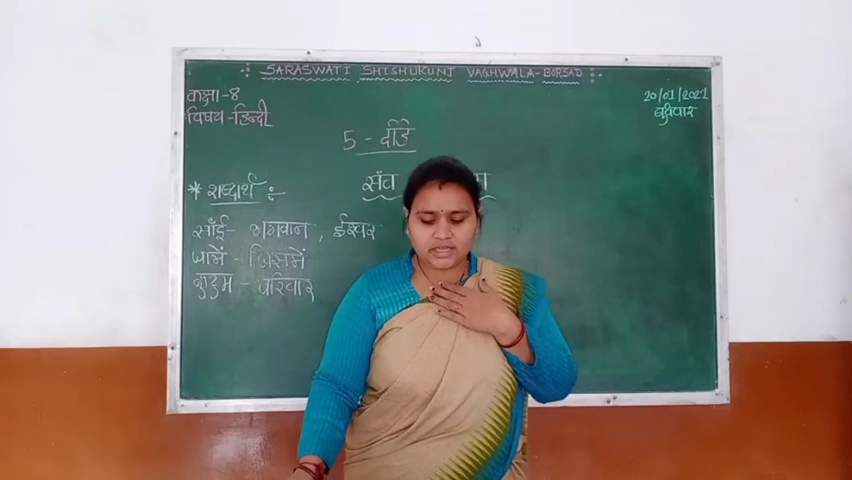 SARASWATI SHISHUKUNJ VAGHWALA-BORSAD
कक्षा-8
20/01/2021
विषय-हिन्दी
बुधवार
5 - दोहे
* शब्दार्थ :-
साँई - भगवान, ईश्वर
जामें - जिसमें
कुटुम - परिवार